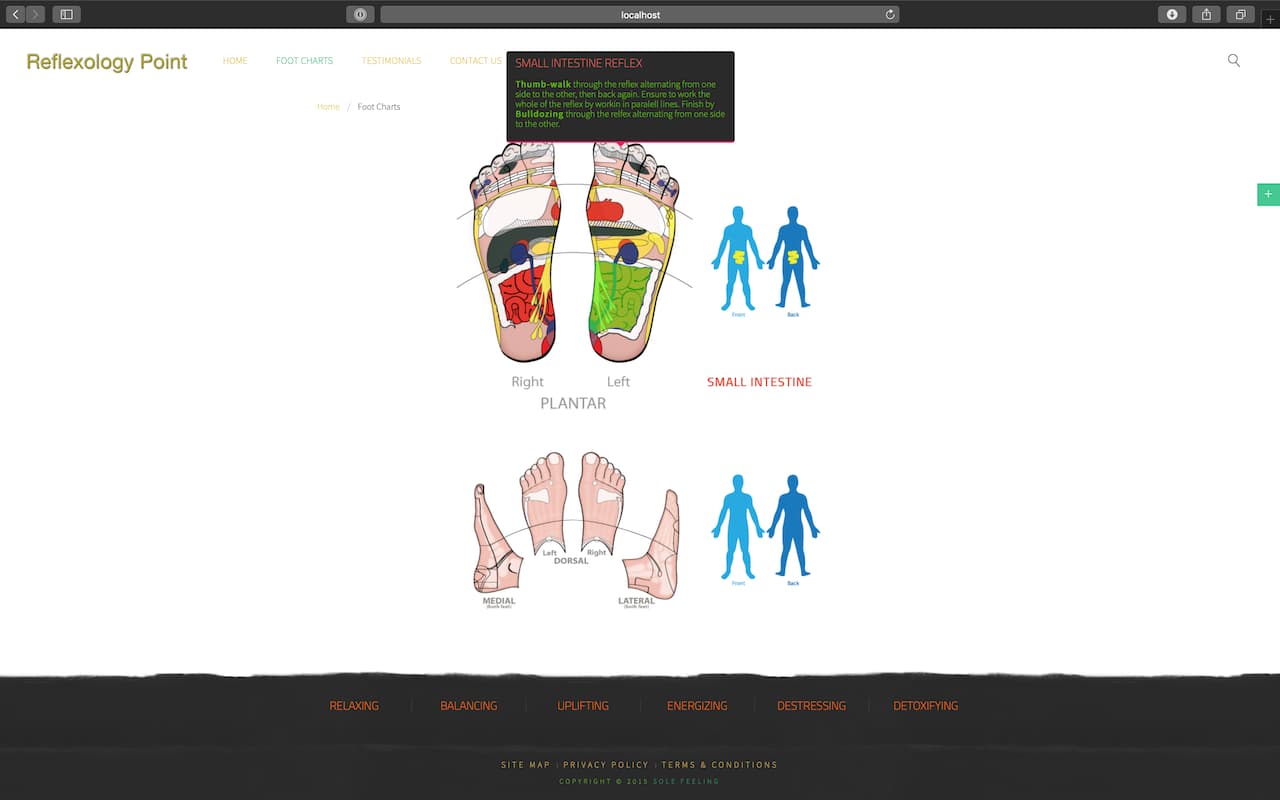 localhost
Reflexology Point
HOME
FOOT CHARTS
TESTIMONIALS
CONTACT US
Home / Foot Charts
SMALL INTESTINE REFLEX
Thumb-walk through the reflex alternating from one
side to the other, then back again. Ensure to work the
whole of the reflex by workin in paralell lines. Finish by
Bulldozing through the relfex alternating from one side
to the other.
Front
Back
Right
Left
PLANTAR
SMALL INTESTINE
Left
Right
DORSAL
MEDIAL
(both feet)
LATERAL
(both feet)
Front
Back
RELAXING
BALANCING
UPLIFTING
ENERGIZING
DESTRESSING
DETOXIFYING
SITE MAP | PRIVACY POLICY | TERMS & CONDITIONS
COPYRIGHT © 2015 SOLE FEELING